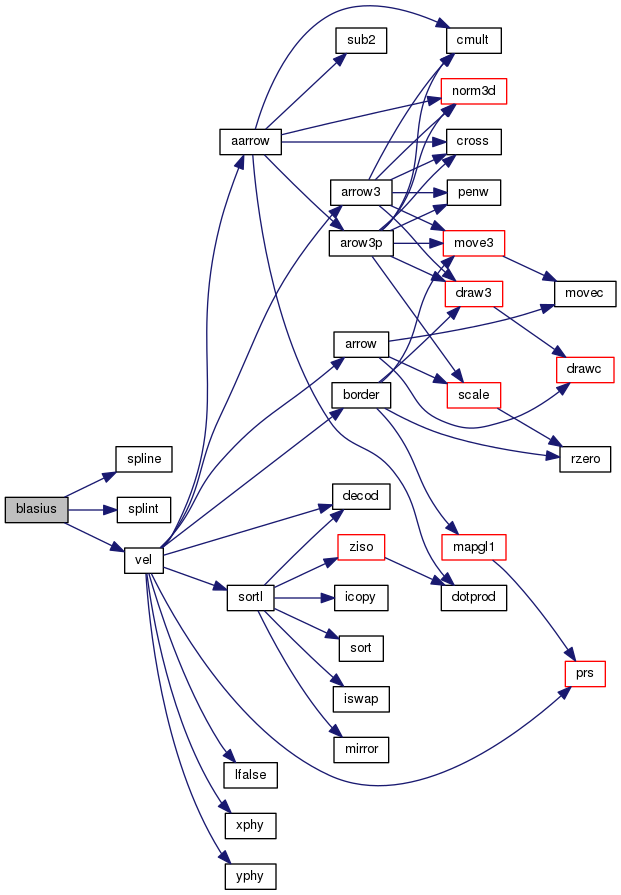 sub2
cmult
norm3d
aarrow
cross
arrow3
penw
arow3p
move3
draw3
movec
arrow
drawc
border
scale
rzero
spline
decod
blasius
splint
vel
ziso
mapgl1
sortl
icopy
dotprod
sort
prs
iswap
mirror
lfalse
xphy
yphy